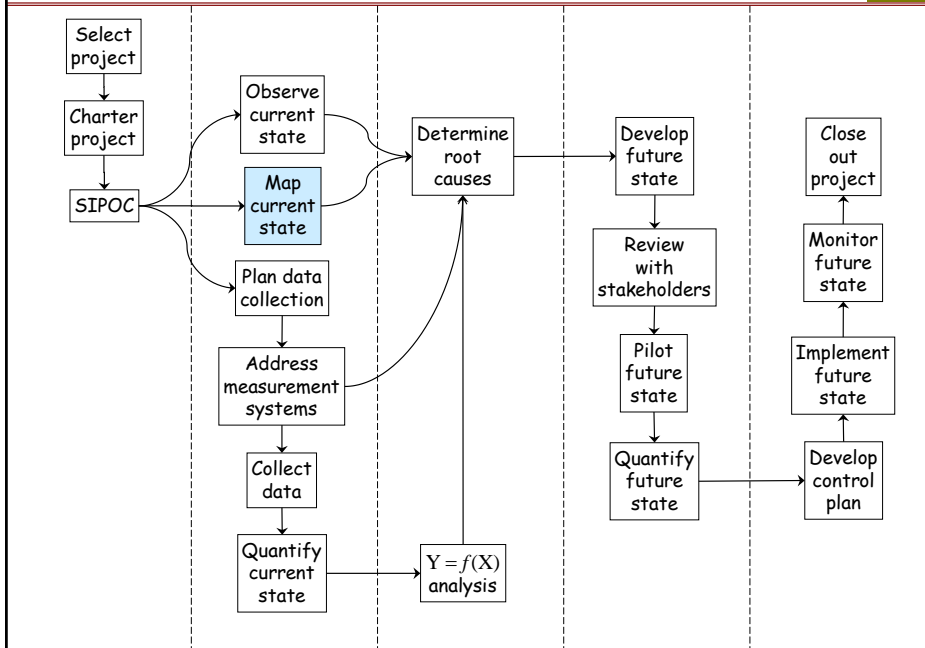 Select
project
Charter
project
SIPOC
Observe
current
state
Map
current
state
Plan data
collection
Address
measurement
systems
Collect
data
Quantify
current
state
Determine
root
causes
Y = f(X)
analysis
Develop
future
state
Review
with
stakeholders
Pilot
future
state
Quantify
future
state
Close
out
project
Monitor
future
state
Implement
future
state
Develop
control
plan